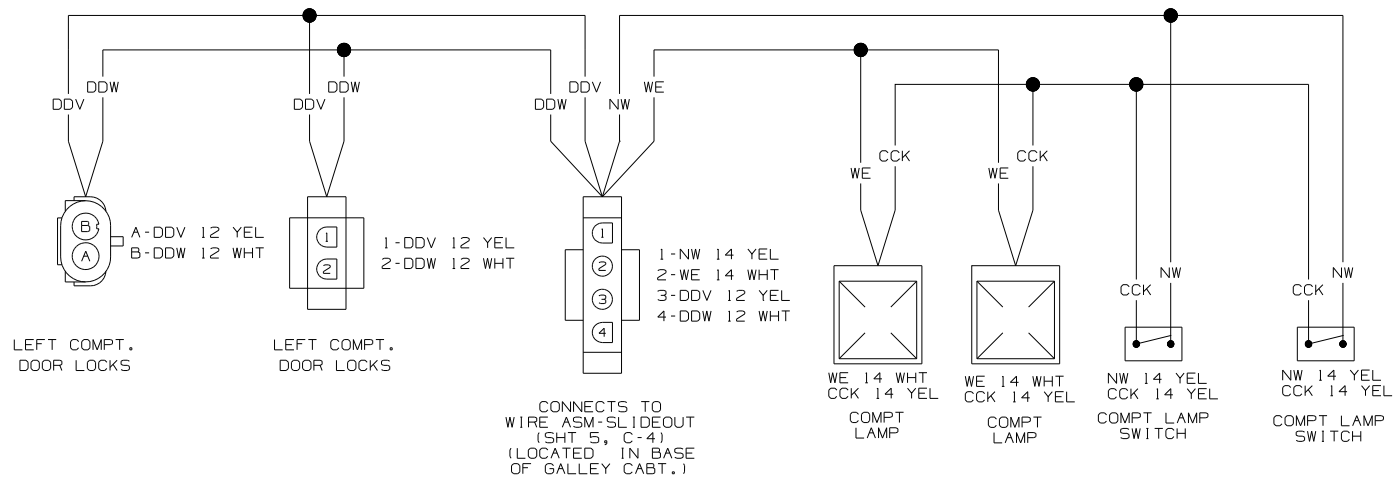 DDV
DDW
DDV
DDW
DDW
DDV
NW
WE
WE
CCK
WE
CCK
CCK
NW
CCK
NW
B
A
A-DDV 12 YEL
B-DDW 12 WHT
LEFT COMPT.
DOOR LOCKS
1
2
1-DDV 12 YEL
2-DDW 12 WHT
LEFT COMPT.
DOOR LOCKS
1
2
3
4
1-NW 14 YEL
2-WE 14 WHT
3-DDV 12 YEL
4-DDW 12 WHT
CONNECTS TO
WIRE ASM-SLIDEOUT
(SHT 5, C-4)
(LOCATED IN BASE
OF GALLEY CABT.)
WE 14 WHT
CCK 14 YEL
COMPT
LAMP
WE 14 WHT
CCK 14 YEL
COMPT
LAMP
NW 14 YEL
CCK 14 YEL
COMPT LAMP
SWITCH
NW 14 YEL
CCK 14 YEL
COMPT LAMP
SWITCH